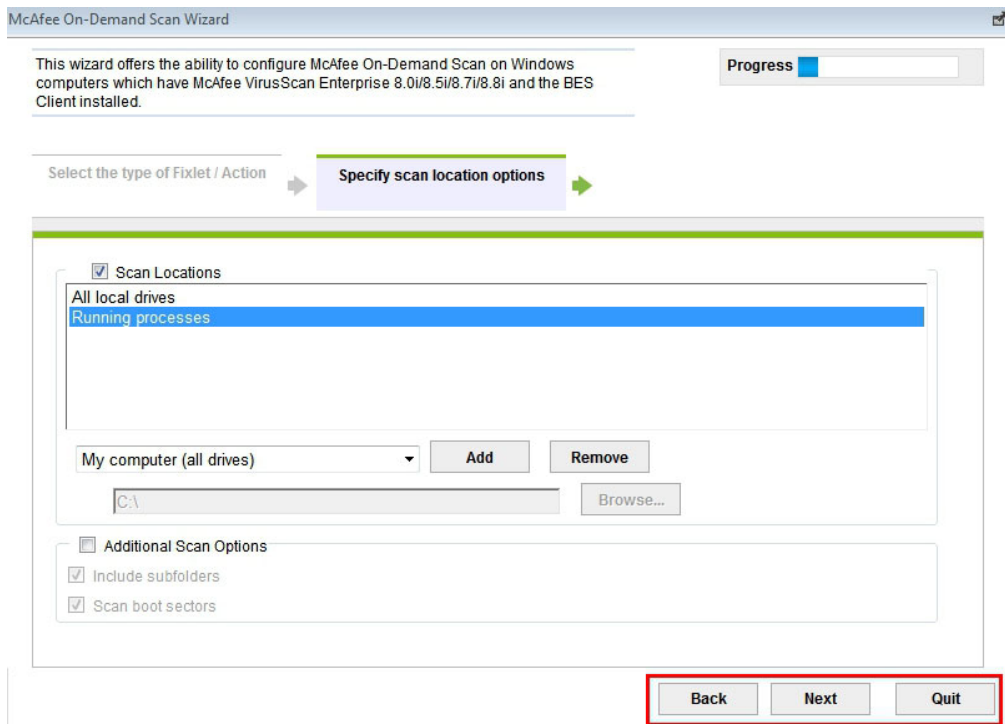 McAfee On-Demand Scan Wizard
This wizard offers the ability to configure McAfee On-Demand Scan on Windows
computers which have McAfee VirusScan Enterprise 8.0i/8.5i/8.7i/8.8i and the BES
Client installed.
Progress
Select the type of Fixlet / Action
Specify scan location options
Scan Locations
All local drives
Running processes
My computer (all drives)
Add
Remove
C:\
Browse...
Additional Scan Options
Include subfolders
Scan boot sectors
Back
Next
Quit